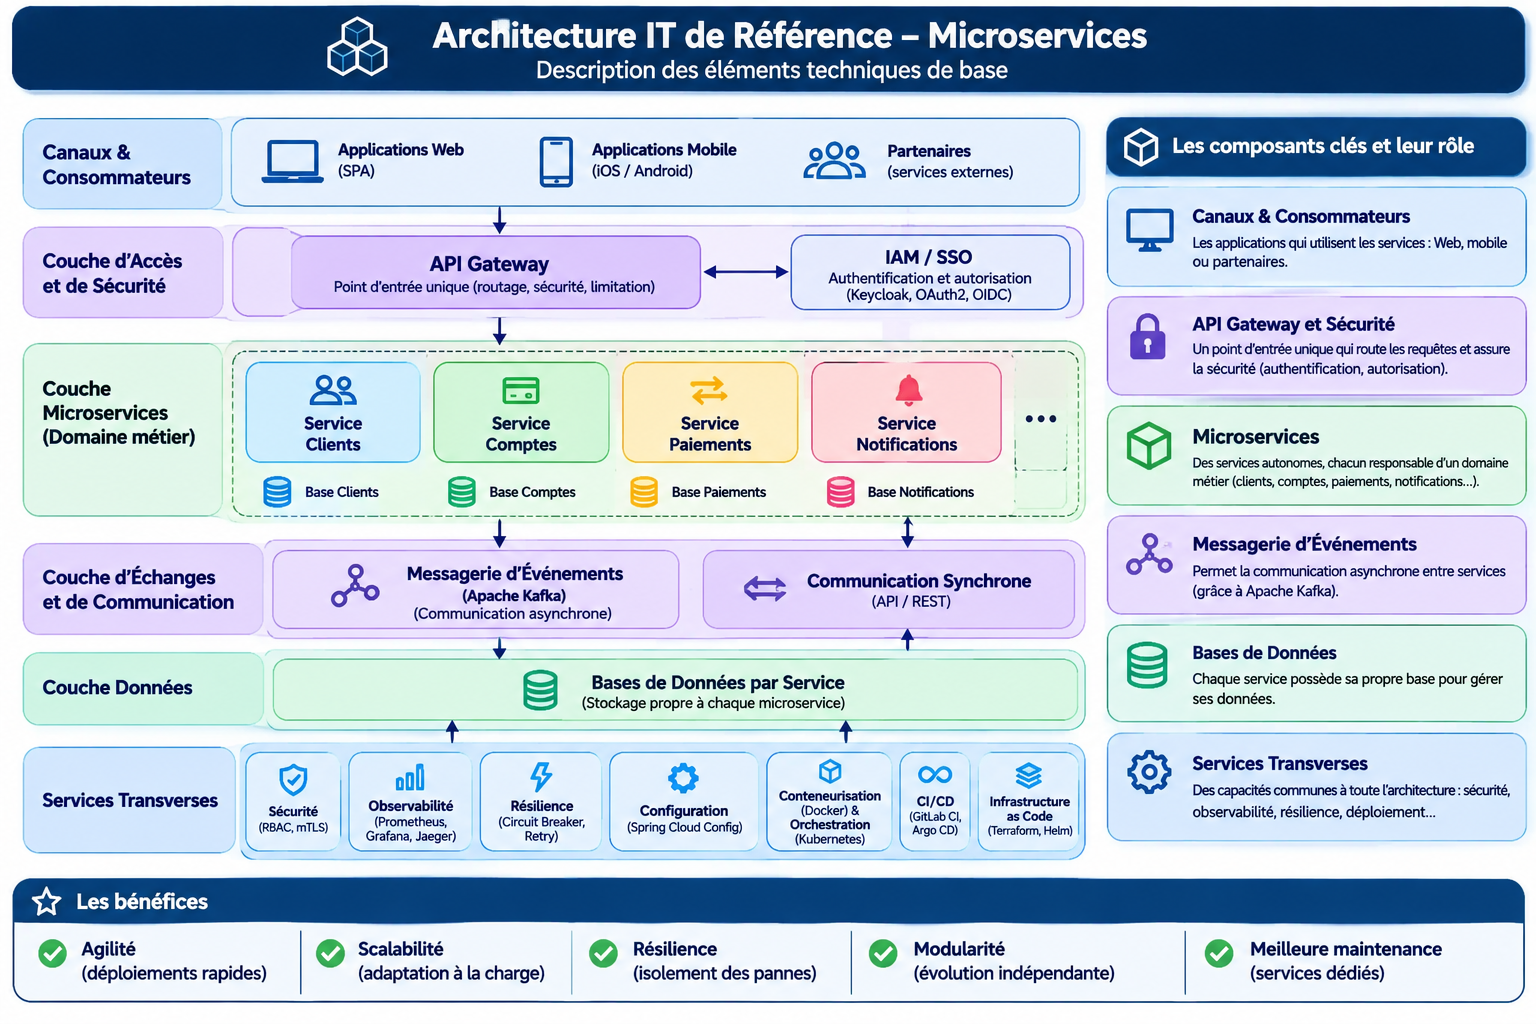 Architecture IT de Référence – Microservices
Description des éléments techniques de base
Canaux &
Consommateurs
Applications Web
(SPA)
Applications Mobile
(iOS / Android)
Partenaires
(services externes)
Couche d'Accès
et de Sécurité
API Gateway
Point d'entrée unique (routage, sécurité, limitation)
IAM / SSO
Authentification et autorisation
(Keycloak, OAuth2, OIDC)
Couche
Microservices
(Domaine métier)
Service
Clients
Service
Comptes
Service
Paiements
Service
Notifications
...
Base Clients
Base Comptes
Base Paiements
Base Notifications
Couche d'Échanges
et de Communication
Messagerie d'Événements
(Apache Kafka)
(Communication asynchrone)
Communication Synchrone
(API / REST)
Couche Données
Bases de Données par Service
(Stockage propre à chaque microservice)
Services Transverses
Sécurité
(RBAC, mTLS)
Observabilité
(Prometheus,
Grafana, Jaeger)
Résilience
(Circuit Breaker,
Retry)
Configuration
(Spring Cloud Config)
Conteneurisation
(Docker) &
Orchestration
(Kubernetes)
CI/CD
(GitLab CI,
Argo CD)
Infrastructure
as Code
(Terraform, Helm)
Les composants clés et leur rôle
Canaux & Consommateurs
Les applications qui utilisent les services : Web, mobile
ou partenaires.
API Gateway et Sécurité
Un point d'entrée unique qui route les requêtes et assure
la sécurité (authentification, autorisation).
Microservices
Des services autonomes, chacun responsable d'un domaine
métier (clients, comptes, paiements, notifications...).
Messagerie d'Événements
Permet la communication asynchrone entre services
(grâce à Apache Kafka).
Bases de Données
Chaque service possède sa propre base pour gérer
ses données.
Services Transverses
Des capacités communes à toute l'architecture : sécurité,
observabilité, résilience, déploiement...
Les bénéfices
Agilité
(déploiements rapides)
Scalabilité
(adaptation à la charge)
Résilience
(isolement des pannes)
Modularité
(évolution indépendante)
Meilleure maintenance
(services dédiés)